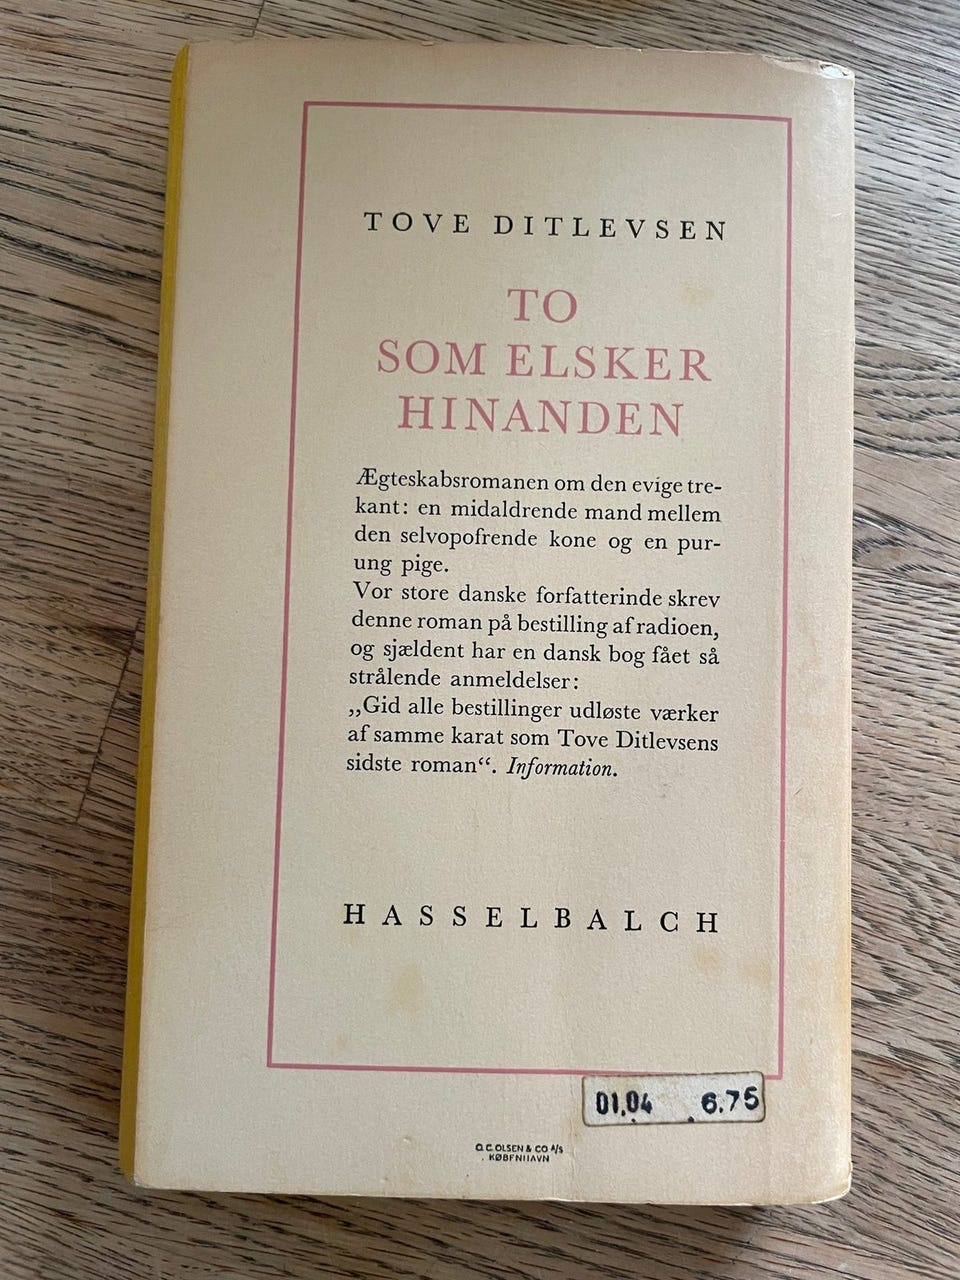 TOVE DITLEVSEN
TO
SOM ELSKER
HINANDEN
Ægteskabsromanen om den evige tre-
kant: en midaldrende mand mellem
den selvopofrende kone og en pur-
ung pige.
Vor store danske forfatterinde skrev
denne roman på bestilling af radioen,
og sjældent har en dansk bog fået så
strålende anmeldelser:
„Gid alle bestillinger udløste værker
af samme karat som Tove Ditlevsens
sidste roman“. Information.
HASSELBALCH
01.04 6.75
O. C. OLSEN & CO A/S
KØBENHAVN